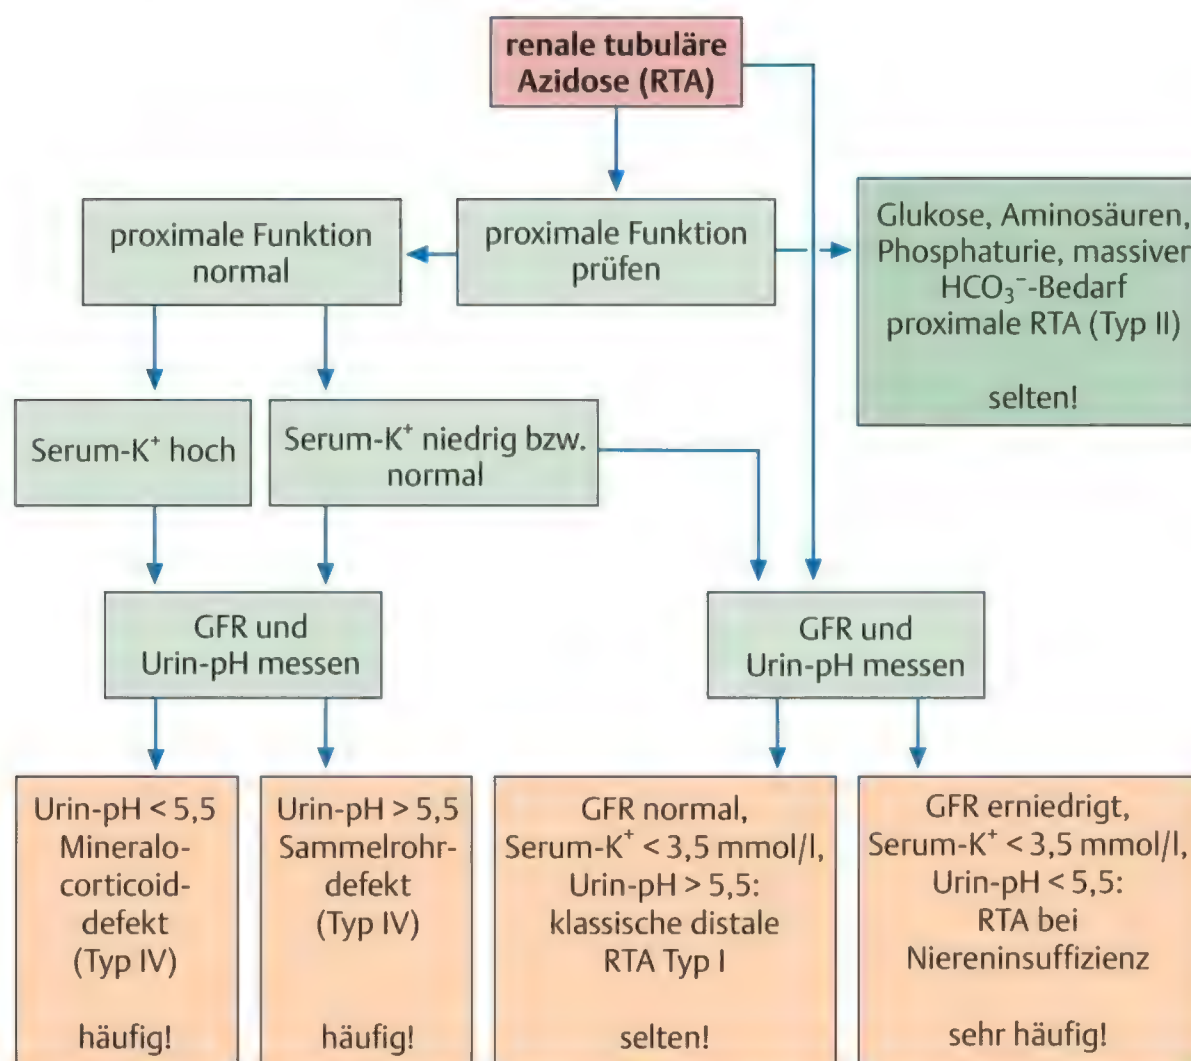 renale tubuläre
Azidose (RTA)
proximale Funktion
normal
proximale Funktion
prüfen
Glukose, Aminosäuren,
Phosphaturie, massiver
HCO₃⁻-Bedarf
proximale RTA (Typ II)
selten!
Serum-K⁺ hoch
Serum-K⁺ niedrig bzw.
normal
GFR und
Urin-pH messen
GFR und
Urin-pH messen
Urin-pH < 5,5
Mineralo-
corticoid-
defekt
(Typ IV)
häufig!
Urin-pH > 5,5
Sammelrohr-
defekt
(Typ IV)
häufig!
GFR normal,
Serum-K⁺ < 3,5 mmol/l,
Urin-pH > 5,5:
klassische distale
RTA Typ I
selten!
GFR erniedrigt,
Serum-K⁺ < 3,5 mmol/l,
Urin-pH < 5,5:
RTA bei
Niereninsuffizienz
sehr häufig!